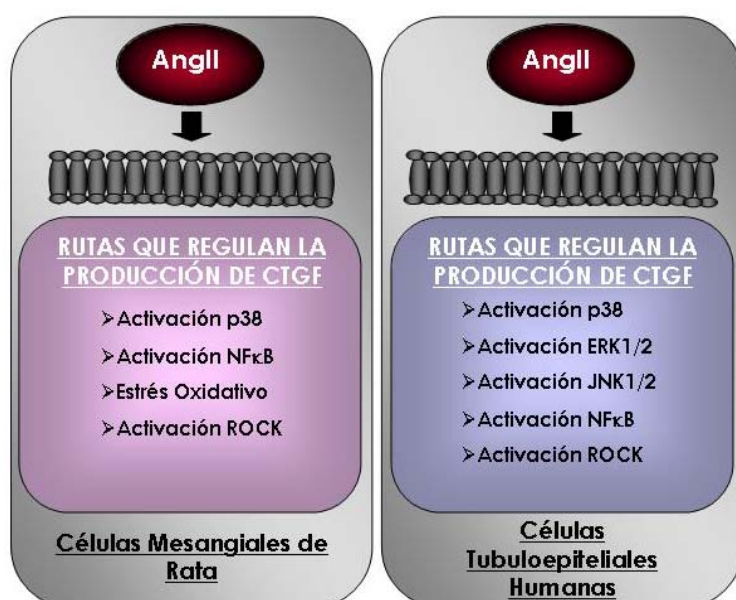 AngII
RUTAS QUE REGULAN LA
PRODUCCIÓN DE CTGF
➢Activación p38
➢Activación NFκB
➢Estrés Oxidativo
➢Activación ROCK
Células Mesangiales de
Rata
AngII
RUTAS QUE REGULAN LA
PRODUCCIÓN DE CTGF
➢Activación p38
➢Activación ERK1/2
➢Activación JNK1/2
➢Activación NFκB
➢Activación ROCK
Células
Tubuloepiteliales
Humanas